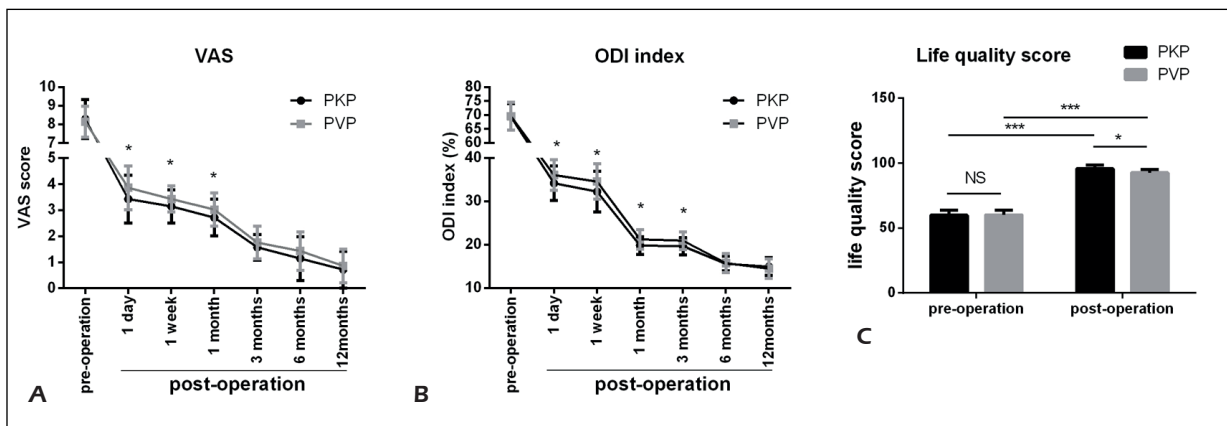 VAS
PKP
PVP
VAS score
10
9
8
7
6
5
4
3
2
1
0
*
*
*
pre-operation
1 day
1 week
1 month
3 months
6 months
12months
post-operation
A
ODI index
PKP
PVP
ODI index (%)
80
75
70
65
60
40
30
20
10
*
*
*
*
pre-operation
1 day
1 week
1 month
3 months
6 months
12months
post-operation
B
Life quality score
PKP
PVP
life quality score
150
100
50
0
***
***
*
NS
pre-operation
post-operation
C